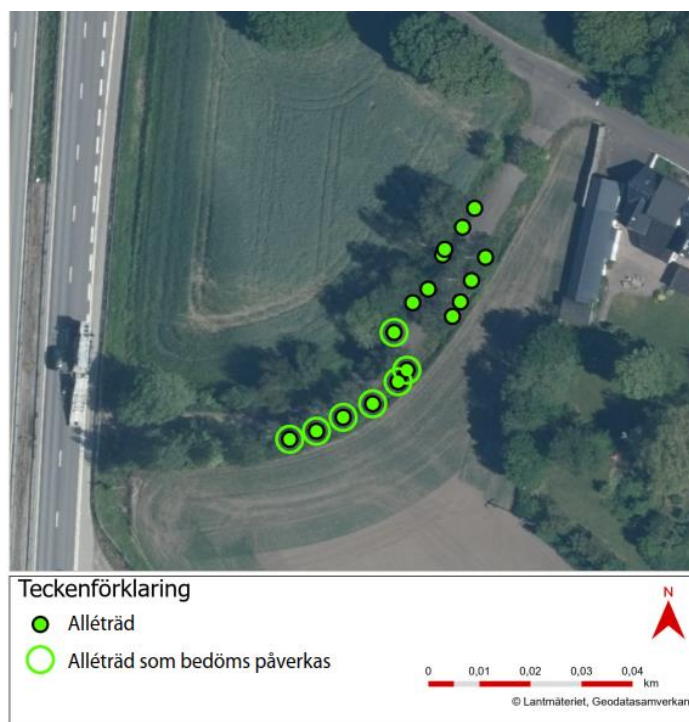 Teckenförklaring
Alléträd
Alléträd som bedöms påverkas
N
0 0,01 0,02 0,03 0,04
km
© Lantmäteriet, Geodatasamverkan